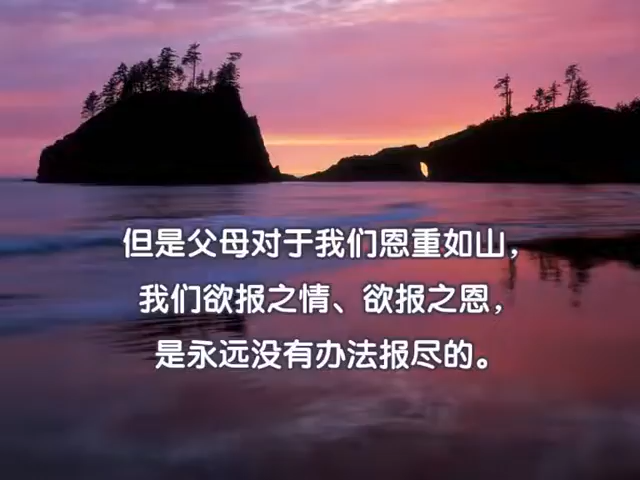 但是父母对于我们恩重如山，
我们欲报之情、欲报之恩，
是永远没有办法报尽的。